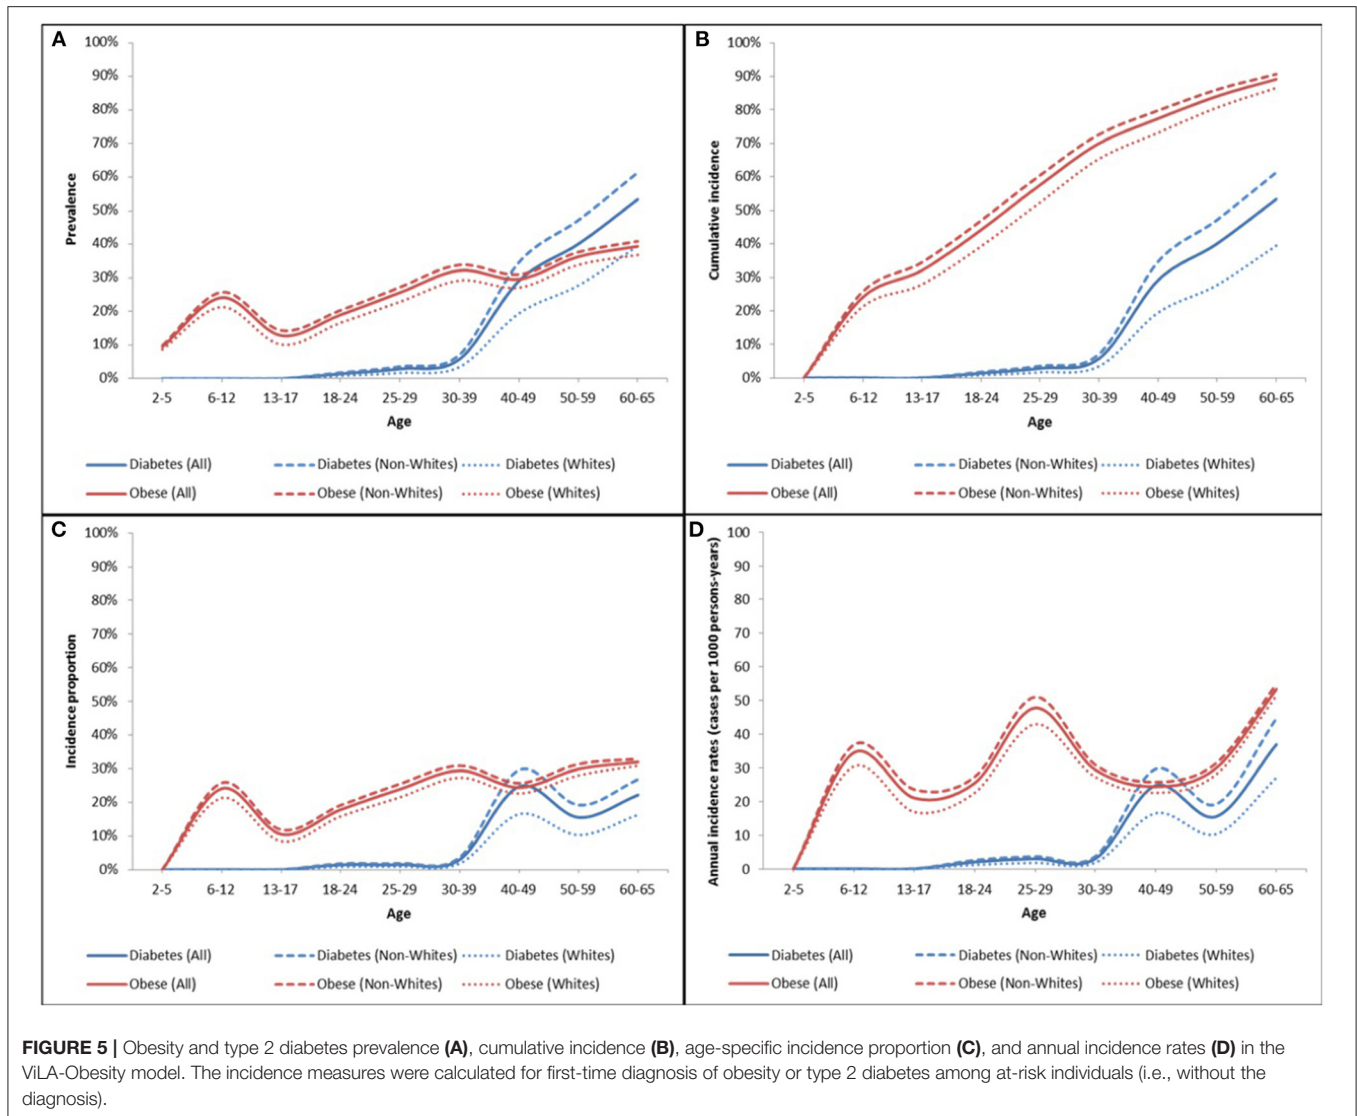 A
100%
90%
80%
70%
60%
50%
40%
30%
20%
10%
0%
Prevalence
2-5 6-12 13-17 18-24 25-29 30-39 40-49 50-59 60-65
Age
Diabetes (All) Diabetes (Non-Whites) Diabetes (Whites)
Obese (All) Obese (Non-Whites) Obese (Whites)
B
100%
90%
80%
70%
60%
50%
40%
30%
20%
10%
0%
Cumulative incidence
2-5 6-12 13-17 18-24 25-29 30-39 40-49 50-59 60-65
Age
Diabetes (All) Diabetes (Non-Whites) Diabetes (Whites)
Obese (All) Obese (Non-Whites) Obese (Whites)
C
100%
90%
80%
70%
60%
50%
40%
30%
20%
10%
0%
Incidence proportion
2-5 6-12 13-17 18-24 25-29 30-39 40-49 50-59 60-65
Age
Diabetes (All) Diabetes (Non-Whites) Diabetes (Whites)
Obese (All) Obese (Non-Whites) Obese (Whites)
D
100
90
80
70
60
50
40
30
20
10
0
Annual incidence rates (cases per 1000 persons-years)
2-5 6-12 13-17 18-24 25-29 30-39 40-49 50-59 60-65
Age
Diabetes (All) Diabetes (Non-Whites) Diabetes (Whites)
Obese (All) Obese (Non-Whites) Obese (Whites)
FIGURE 5 | Obesity and type 2 diabetes prevalence (A), cumulative incidence (B), age-specific incidence proportion (C), and annual incidence rates (D) in the
ViLA-Obesity model. The incidence measures were calculated for first-time diagnosis of obesity or type 2 diabetes among at-risk individuals (i.e., without the
diagnosis).